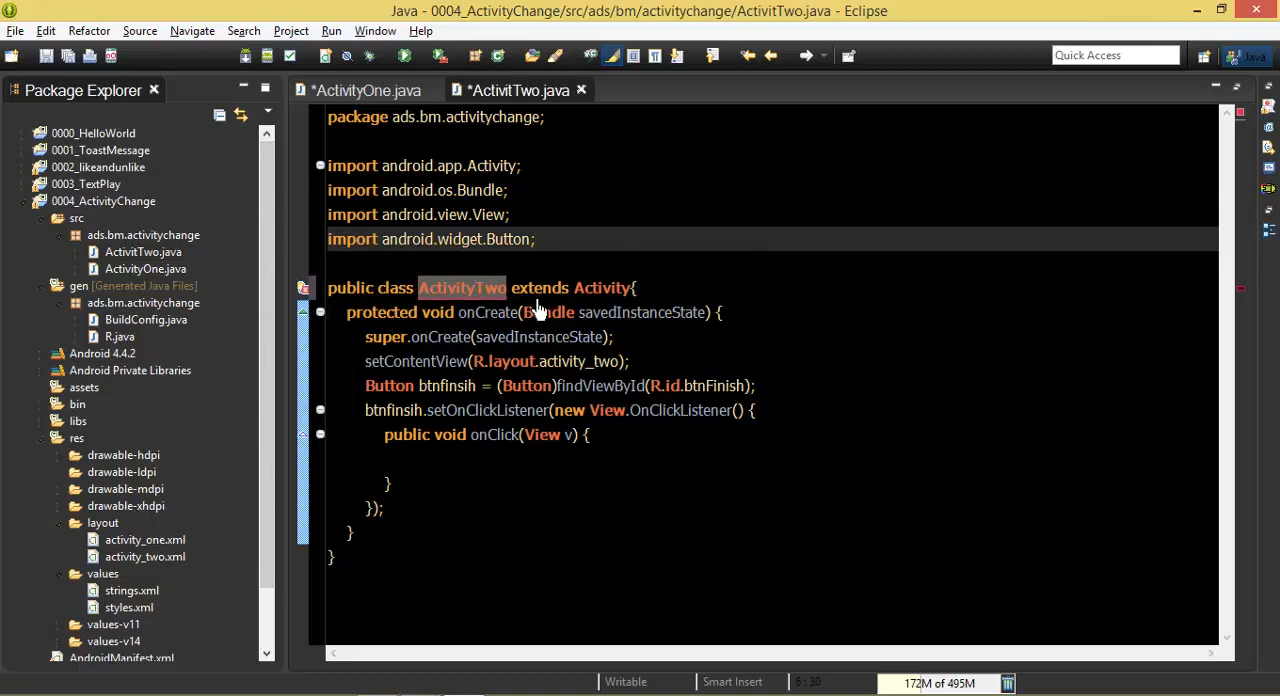 Java - 0004_ActivityChange/src/ads/bm/activitychange/ActivitTwo.java - Eclipse
File Edit Refactor Source Navigate Search Project Run Window Help
Quick Access
Java
Package Explorer
*ActivityOne.java
*ActivitTwo.java
0000_HelloWorld
0001_ToastMessage
0002_likeandunlike
0003_TextPlay
0004_ActivityChange
src
ads.bm.activitychange
ActivitTwo.java
ActivityOne.java
gen [Generated Java Files]
ads.bm.activitychange
BuildConfig.java
R.java
Android 4.4.2
Android Private Libraries
assets
bin
libs
res
drawable-hdpi
drawable-ldpi
drawable-mdpi
drawable-xhdpi
layout
activity_one.xml
activity_two.xml
values
strings.xml
styles.xml
values-v11
values-v14
AndroidManifest.xml
package ads.bm.activitychange;
import android.app.Activity;
import android.os.Bundle;
import android.view.View;
import android.widget.Button;
public class ActivityTwo extends Activity{
protected void onCreate(Bundle savedInstanceState) {
super.onCreate(savedInstanceState);
setContentView(R.layout.activity_two);
Button btnfinsih = (Button)findViewById(R.id.btnFinish);
btnfinsih.setOnClickListener(new View.OnClickListener() {
public void onClick(View v) {
}
});
}
}
Writable
Smart Insert
6 : 30
172M of 495M